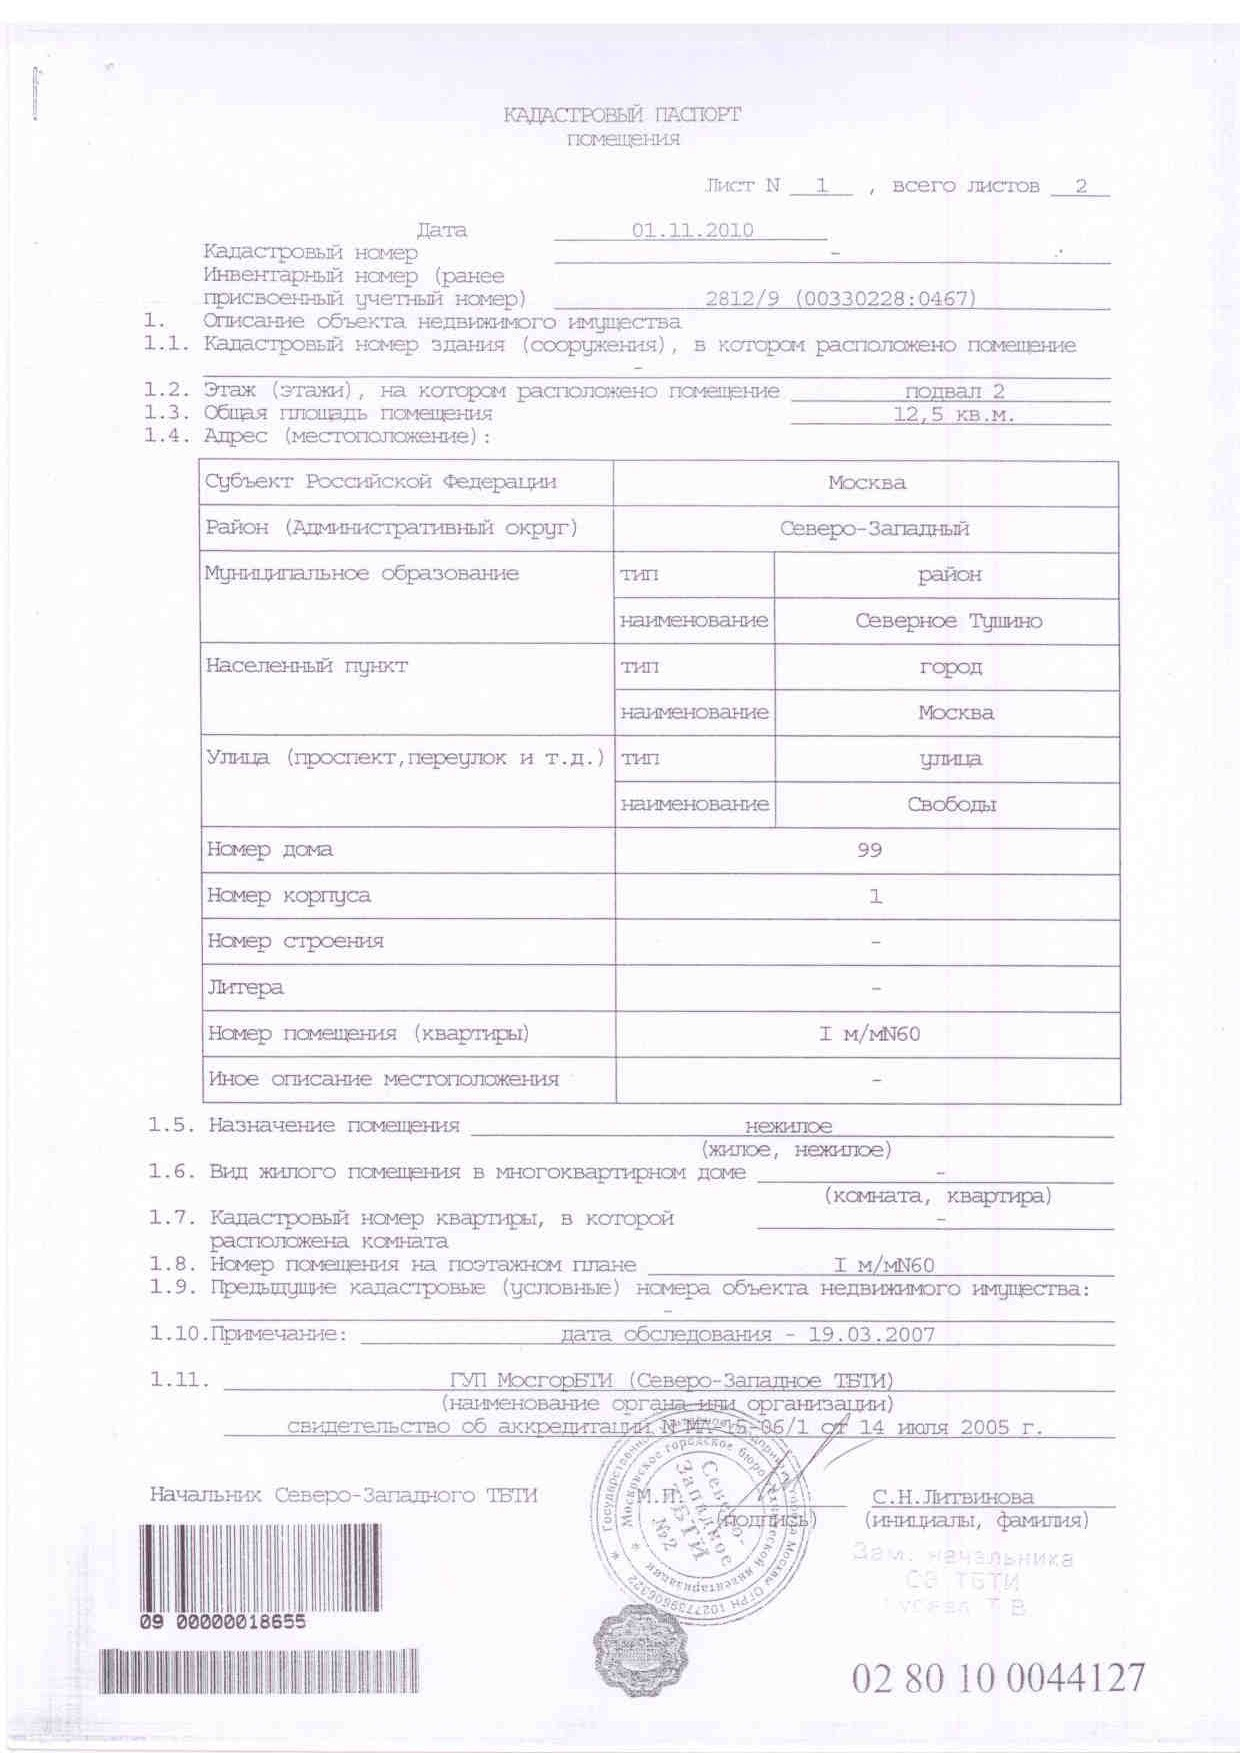 КАДАСТРОВЫЙ ПАСПОРТ
помещения
Лист N 1 , всего листов 2
Дата 01.11.2010
Кадастровый номер -
Инвентарный номер (ранее
присвоенный учетный номер) 2812/9 (00330228:0467)
1. Описание объекта недвижимого имущества
1.1. Кадастровый номер здания (сооружения), в котором расположено помещение
-
1.2. Этаж (этажи), на котором расположено помещение подвал 2
1.3. Общая площадь помещения 12,5 кв.м.
1.4. Адрес (местоположение):
Субъект Российской Федерации Москва
Район (Административный округ) Северо-Западный
Муниципальное образование тип район
наименование Северное Тушино
Населенный пункт тип город
наименование Москва
Улица (проспект,переулок и т.д.) тип улица
наименование Свободы
Номер дома 99
Номер корпуса 1
Номер строения -
Литера -
Номер помещения (квартиры) I м/мN60
Иное описание местоположения -
1.5. Назначение помещения нежилое
(жилое, нежилое)
1.6. Вид жилого помещения в многоквартирном доме -
(комната, квартира)
1.7. Кадастровый номер квартиры, в которой -
расположена комната
1.8. Номер помещения на поэтажном плане I м/мN60
1.9. Предыдущие кадастровые (условные) номера объекта недвижимого имущества:
-
1.10.Примечание: дата обследования - 19.03.2007
1.11. ГУП МосгорБТИ (Северо-Западное ТБТИ)
(наименование органа или организации)
свидетельство об аккредитации N МА-15-06/1 от 14 июля 2005 г.
Начальник Северо-Западного ТБТИ М.П. С.Н.Литвинова
(подпись) (инициалы, фамилия)
Северо-
Западное
ТБТИ
№2
Зам. начальника
СЗ ТБТИ
09 00000018655
02 80 10 0044127